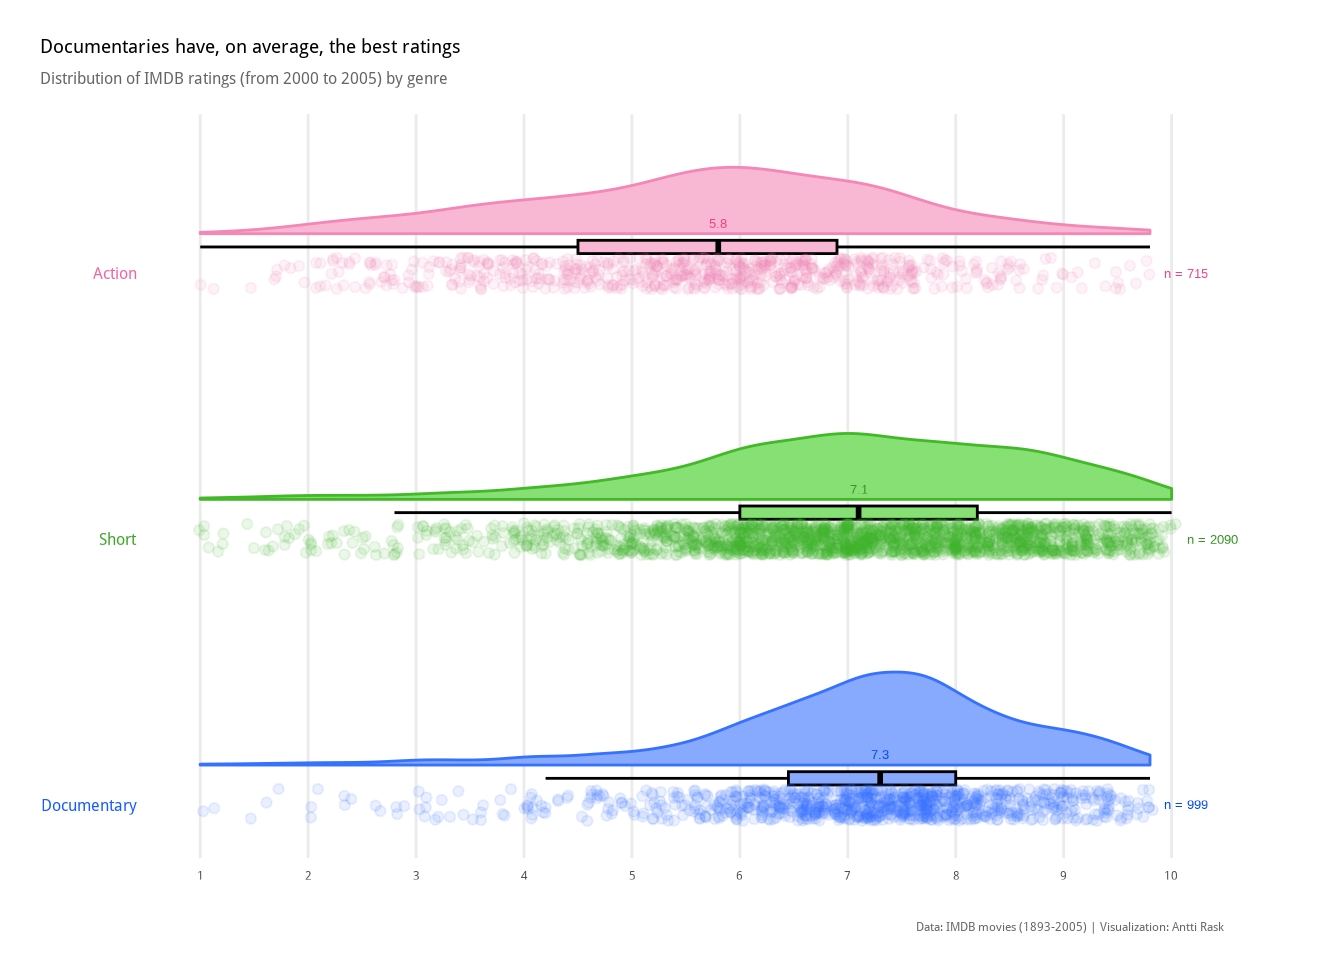 Documentaries have, on average, the best ratings
Distribution of IMDB ratings (from 2000 to 2005) by genre
5.8
Action
n = 715
7.1
Short
n = 2090
7.3
Documentary
n = 999
1 2 3 4 5 6 7 8 9 10
Data: IMDB movies (1893-2005) | Visualization: Antti Rask